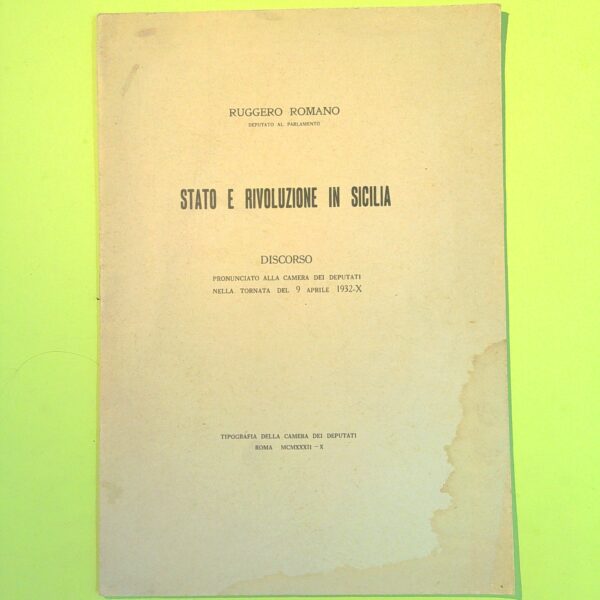 RUGGERO ROMANO
DEPUTATO AL PARLAMENTO
STATO E RIVOLUZIONE IN SICILIA
DISCORSO
PRONUNCIATO ALLA CAMERA DEI DEPUTATI
NELLA TORNATA DEL 9 APRILE 1932-X
TIPOGRAFIA DELLA CAMERA DEI DEPUTATI
ROMA MCMXXXII - X